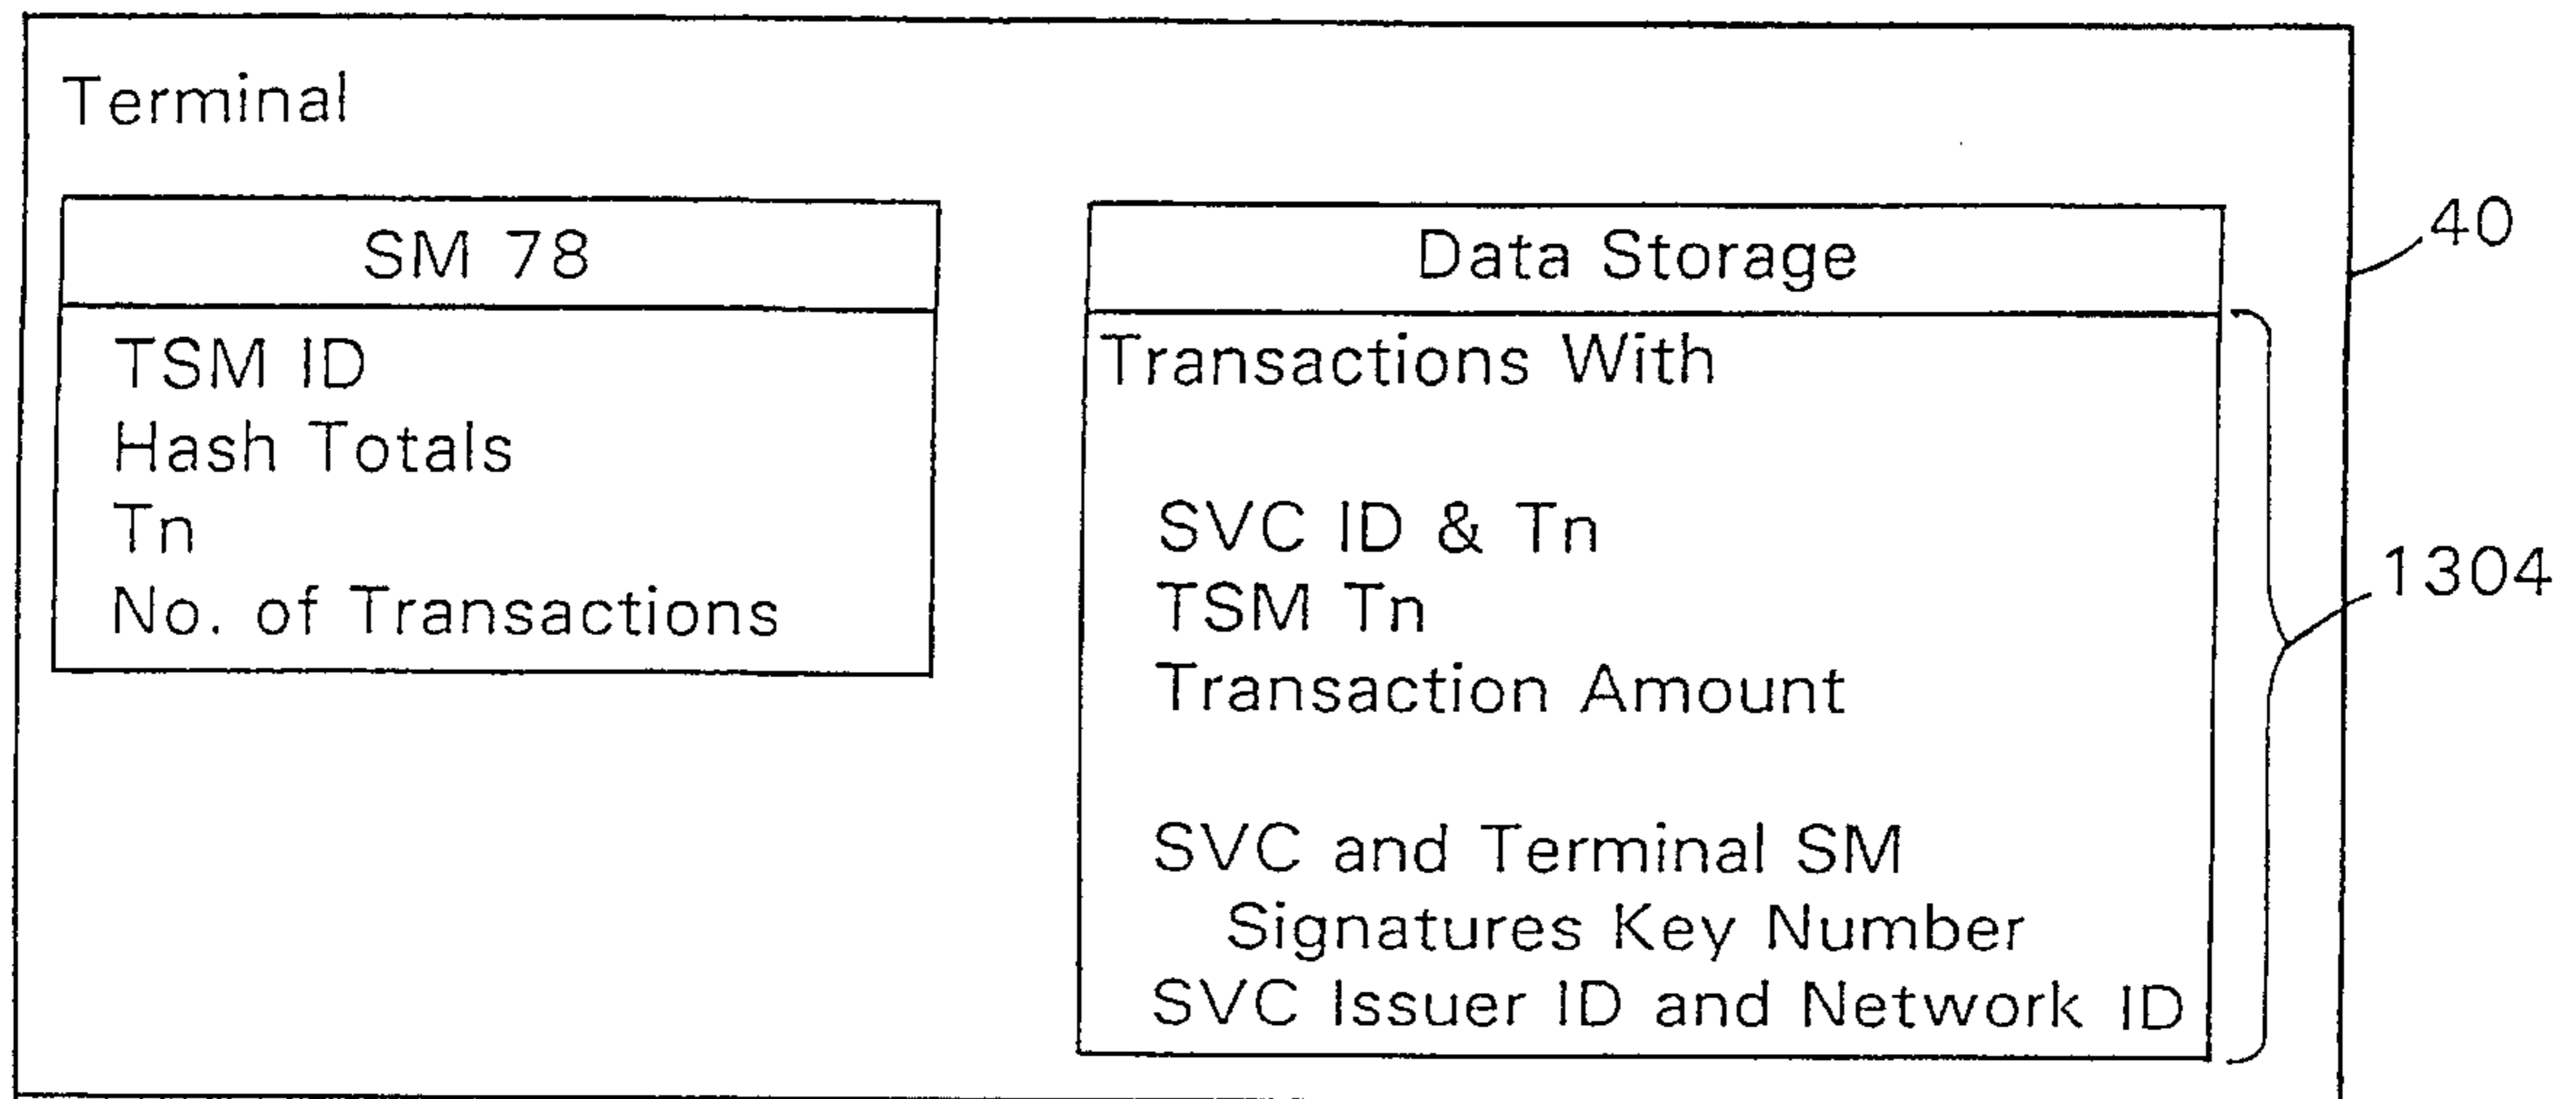 Terminal
SM 78
TSM ID
Hash Totals
Tn
No. of Transactions
Data Storage
Transactions With
SVC ID & Tn
TSM Tn
Transaction Amount
SVC and Terminal SM
Signatures Key Number
SVC Issuer ID and Network ID
40
1304